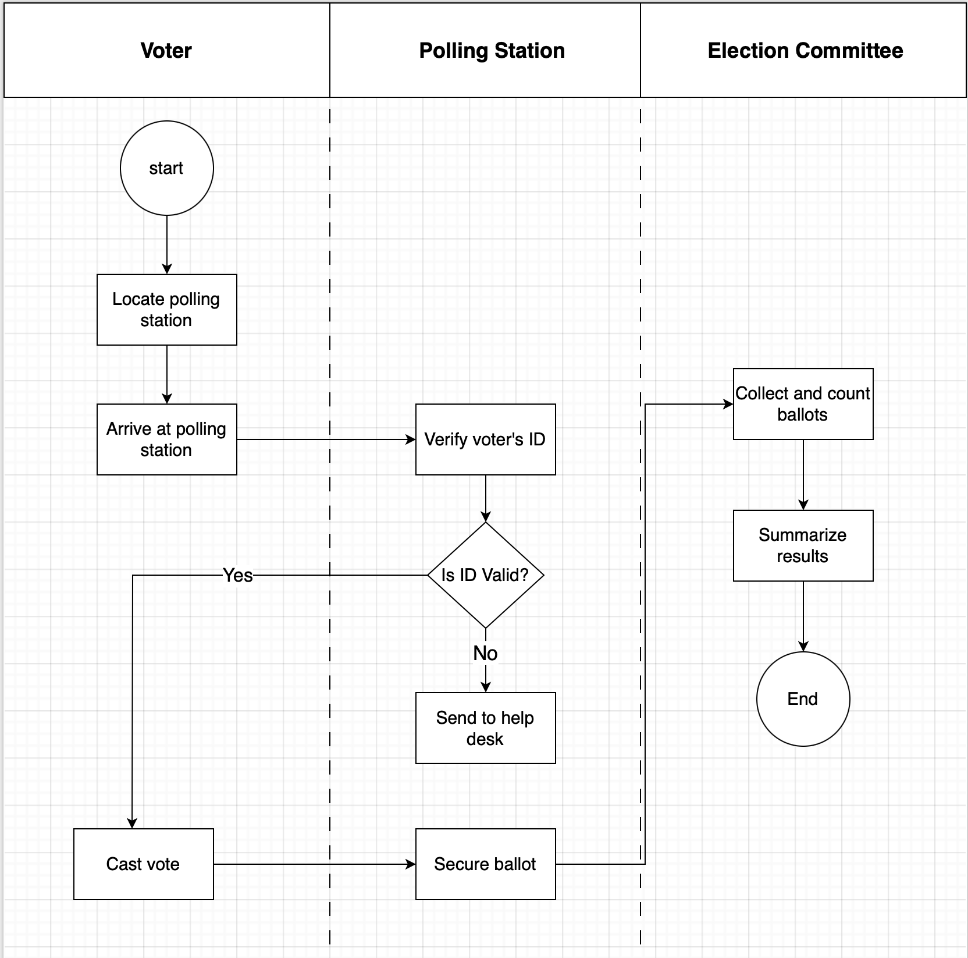 Voter
Polling Station
Election Committee
start
Locate polling
station
Arrive at polling
station
Verify voter's ID
Collect and count
ballots
Summarize
results
Is ID Valid?
Yes
No
Send to help
desk
End
Cast vote
Secure ballot